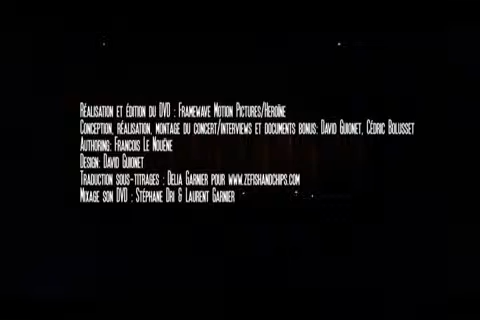 Réalisation et édition du DVD : Framewave Motion Pictures/Heroïne
Conception, réalisation, montage du concert/interviews et documents bonus: David Guionet, Cédric Bolusset
Authoring: Francois Le Nouëne
Design: David Guionet
Traduction sous-titrages : Delia Garnier pour www.zefishandchips.com
Mixage son DVD : Stéphane Dri & Laurent Garnier